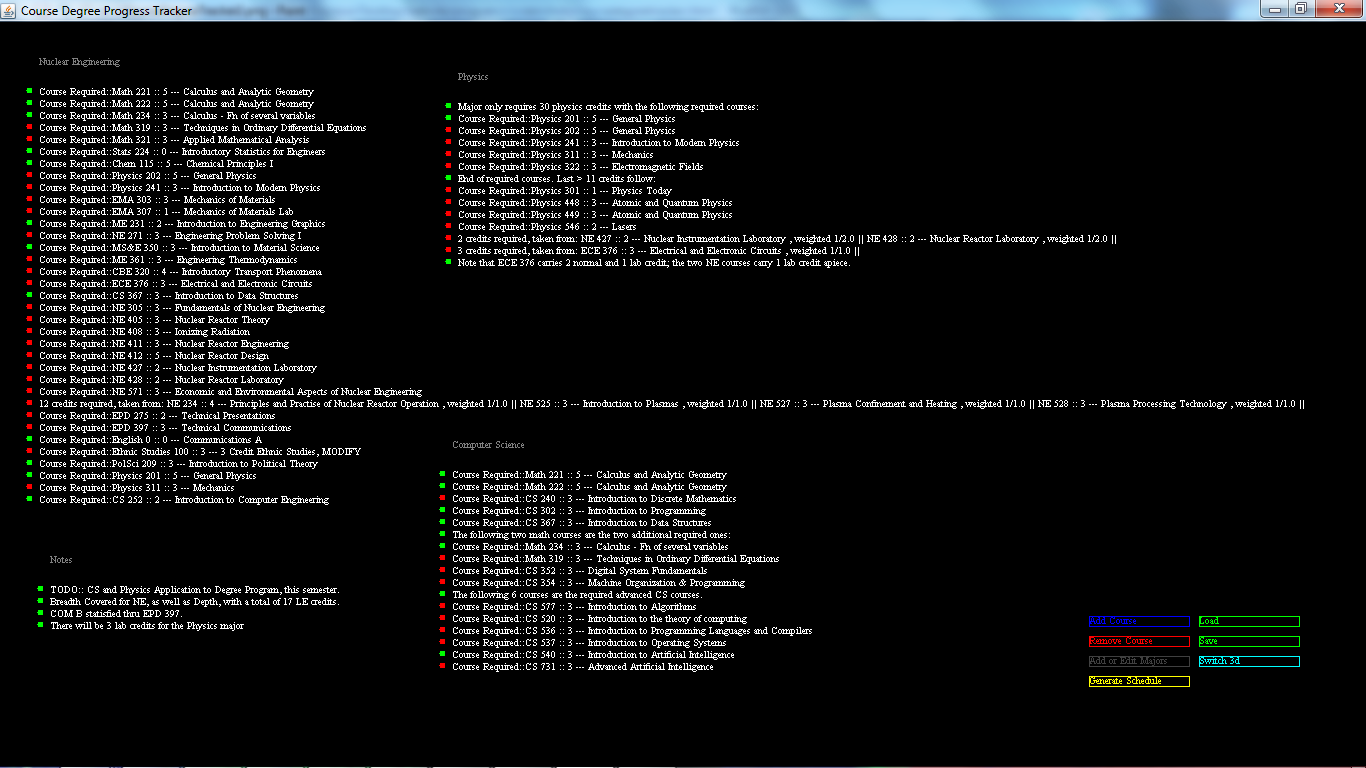 Course Degree Progress Tracker
Nuclear Engineering
Course Required::Math 221 :: 5 --- Calculus and Analytic Geometry
Course Required::Math 222 :: 5 --- Calculus and Analytic Geometry
Course Required::Math 234 :: 3 --- Calculus - Fn of several variables
Course Required::Math 319 :: 3 --- Techniques in Ordinary Differential Equations
Course Required::Math 321 :: 3 --- Applied Mathematical Analysis
Course Required::Stats 224 :: 0 --- Introductory Statistics for Engineers
Course Required::Chem 115 :: 5 --- Chemical Principles I
Course Required::Physics 202 :: 5 --- General Physics
Course Required::Physics 241 :: 3 --- Introduction to Modern Physics
Course Required::EMA 303 :: 3 --- Mechanics of Materials
Course Required::EMA 307 :: 1 --- Mechanics of Materials Lab
Course Required::ME 231 :: 2 --- Introduction to Engineering Graphics
Course Required::NE 271 :: 3 --- Engineering Problem Solving I
Course Required::MS&E 350 :: 3 --- Introduction to Material Science
Course Required::ME 361 :: 3 --- Engineering Thermodynamics
Course Required::CBE 320 :: 4 --- Introductory Transport Phenomena
Course Required::ECE 376 :: 3 --- Electrical and Electronic Circuits
Course Required::CS 367 :: 3 --- Introduction to Data Structures
Course Required::NE 305 :: 3 --- Fundamentals of Nuclear Engineering
Course Required::NE 405 :: 3 --- Nuclear Reactor Theory
Course Required::NE 408 :: 3 --- Ionizing Radiation
Course Required::NE 411 :: 3 --- Nuclear Reactor Engineering
Course Required::NE 412 :: 5 --- Nuclear Reactor Design
Course Required::NE 427 :: 2 --- Nuclear Instrumentation Laboratory
Course Required::NE 428 :: 2 --- Nuclear Reactor Laboratory
Course Required::NE 571 :: 3 --- Economic and Environmental Aspects of Nuclear Engineering
12 credits required, taken from: NE 234 :: 4 --- Principles and Practise of Nuclear Reactor Operation , weighted 1/1.0 || NE 525 :: 3 --- Introduction to Plasmas , weighted 1/1.0 || NE 527 :: 3 --- Plasma Confinement and Heating , weighted 1/1.0 || NE 528 :: 3 --- Plasma Processing Technology , weighted 1/1.0 ||
Course Required::EPD 275 :: 2 --- Technical Presentations
Course Required::EPD 397 :: 3 --- Technical Communications
Course Required::English 0 :: 0 --- Communications A
Course Required::Ethnic Studies 100 :: 3 --- 3 Credit Ethnic Studies, MODIFY
Course Required::PolSci 209 :: 3 --- Introduction to Political Theory
Course Required::Physics 201 :: 5 --- General Physics
Course Required::Physics 311 :: 3 --- Mechanics
Course Required::CS 252 :: 2 --- Introduction to Computer Engineering
Physics
Major only requires 30 physics credits with the following required courses:
Course Required::Physics 201 :: 5 --- General Physics
Course Required::Physics 202 :: 5 --- General Physics
Course Required::Physics 241 :: 3 --- Introduction to Modern Physics
Course Required::Physics 311 :: 3 --- Mechanics
Course Required::Physics 322 :: 3 --- Electromagnetic Fields
End of required courses. Last > 11 credits follow:
Course Required::Physics 301 :: 1 --- Physics Today
Course Required::Physics 448 :: 3 --- Atomic and Quantum Physics
Course Required::Physics 449 :: 3 --- Atomic and Quantum Physics
Course Required::Physics 546 :: 2 --- Lasers
2 credits required, taken from: NE 427 :: 2 --- Nuclear Instrumentation Laboratory , weighted 1/2.0 || NE 428 :: 2 --- Nuclear Reactor Laboratory , weighted 1/2.0 ||
3 credits required, taken from: ECE 376 :: 3 --- Electrical and Electronic Circuits , weighted 1/1.0 ||
Note that ECE 376 carries 2 normal and 1 lab credit; the two NE courses carry 1 lab credit apiece.
Computer Science
Course Required::Math 221 :: 5 --- Calculus and Analytic Geometry
Course Required::Math 222 :: 5 --- Calculus and Analytic Geometry
Course Required::CS 240 :: 3 --- Introduction to Discrete Mathematics
Course Required::CS 302 :: 3 --- Introduction to Programming
Course Required::CS 367 :: 3 --- Introduction to Data Structures
The following two math courses are the two additional required ones:
Course Required::Math 234 :: 3 --- Calculus - Fn of several variables
Course Required::Math 319 :: 3 --- Techniques in Ordinary Differential Equations
Course Required::CS 352 :: 3 --- Digital System Fundamentals
Course Required::CS 354 :: 3 --- Machine Organization & Programming
The following 6 courses are the required advanced CS courses.
Course Required::CS 577 :: 3 --- Introduction to Algorithms
Course Required::CS 520 :: 3 --- Introduction to the theory of computing
Course Required::CS 536 :: 3 --- Introduction to Programming Languages and Compilers
Course Required::CS 537 :: 3 --- Introduction to Operating Systems
Course Required::CS 540 :: 3 --- Introduction to Artificial Intelligence
Course Required::CS 731 :: 3 --- Advanced Artificial Intelligence
Notes
TODO:: CS and Physics Application to Degree Program, this semester.
Breadth Covered for NE, as well as Depth, with a total of 17 LE credits.
COM B statisfied thru EPD 397.
There will be 3 lab credits for the Physics major
Add Course
Load
Remove Course
Save
Add or Edit Majors
Switch 3d
Generate Schedule